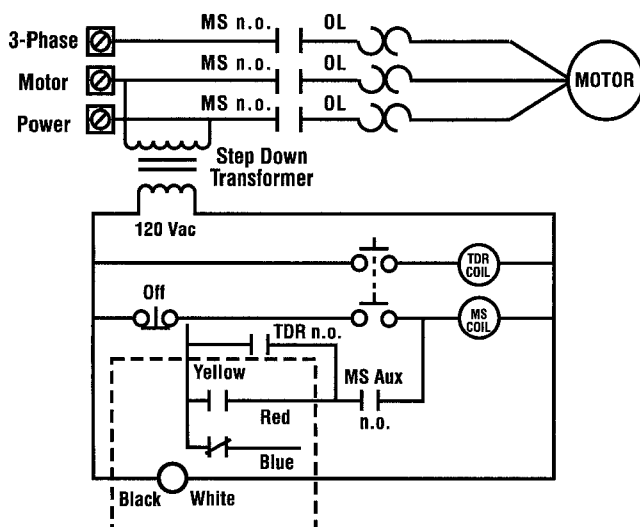 3-Phase
MS n.o.
OL
Motor
MS n.o.
OL
MOTOR
Power
MS n.o.
OL
Step Down
Transformer
120 Vac
TDR
COIL
Off
MS
COIL
TDR n.o.
Yellow
MS Aux
Red
n.o.
Blue
Black
White